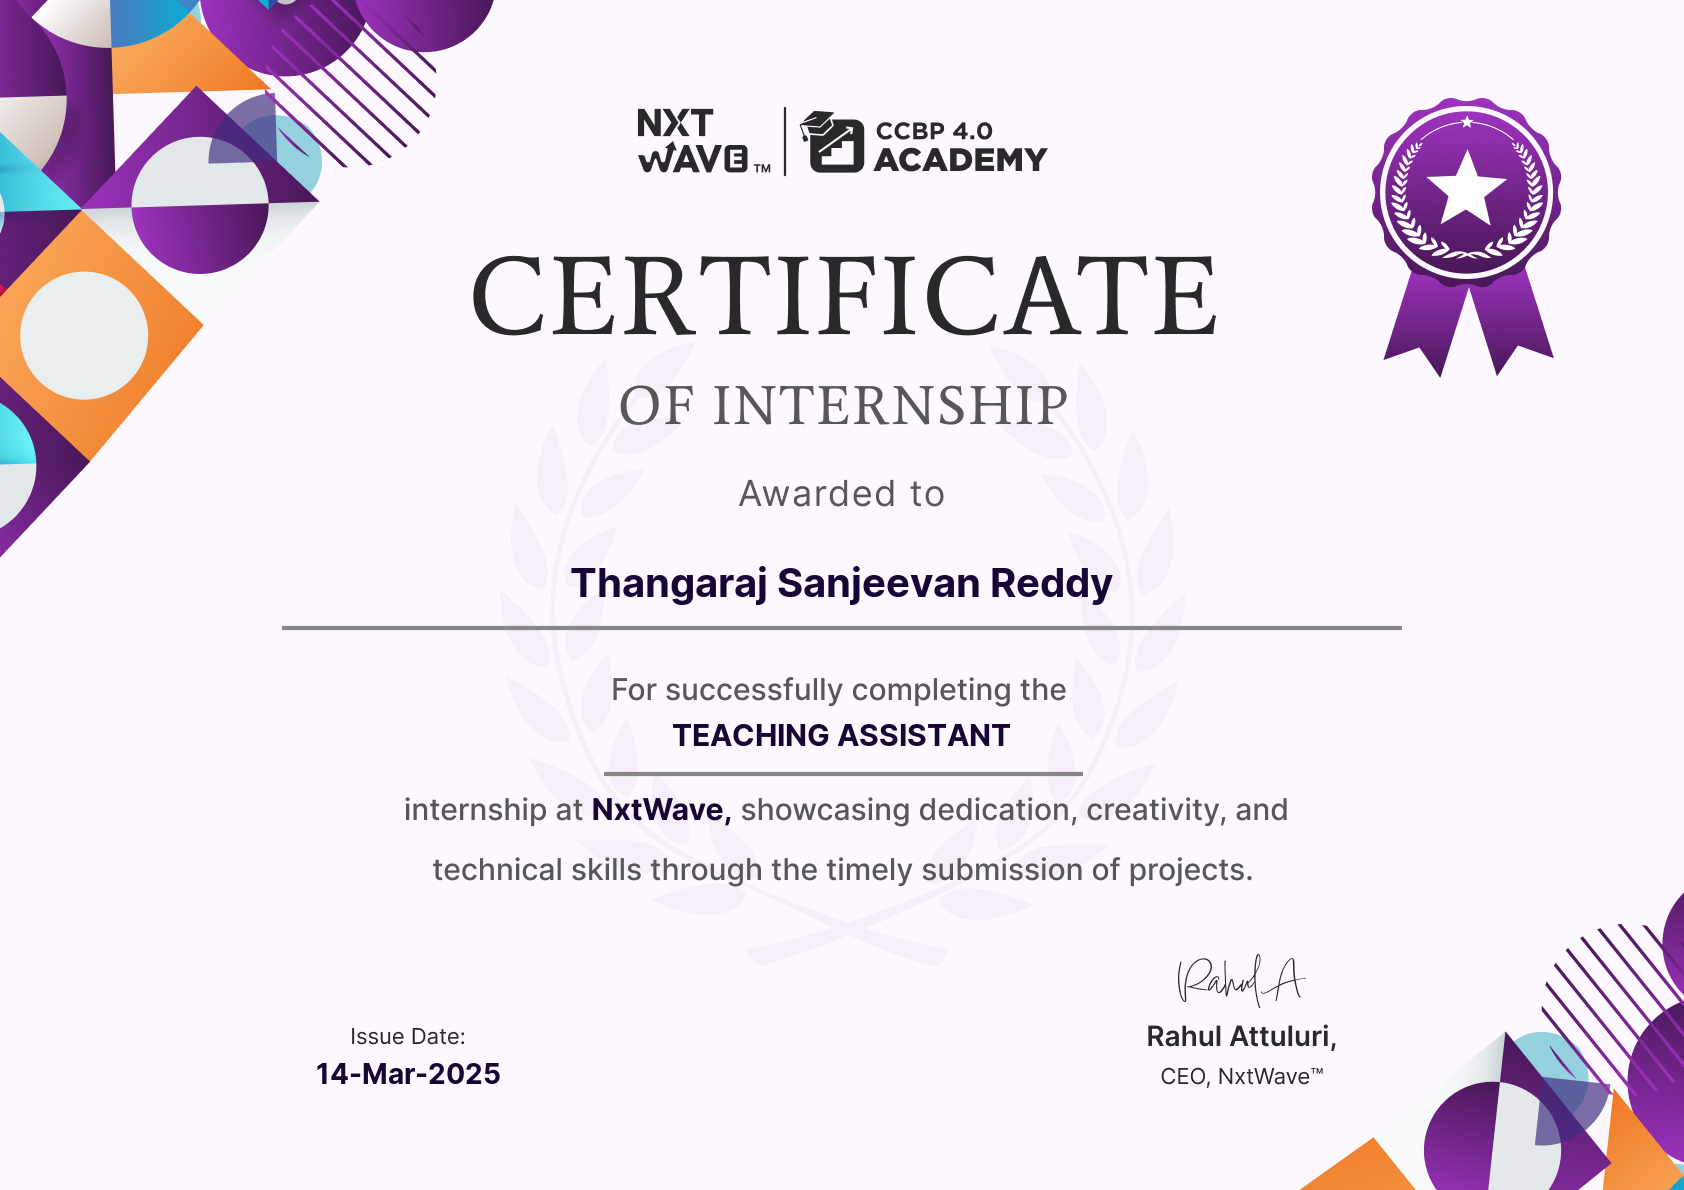 NXT
WAVE™
CCBP 4.0
ACADEMY
CERTIFICATE
OF INTERNSHIP
Awarded to
Thangaraj Sanjeevan Reddy
For successfully completing the
TEACHING ASSISTANT
internship at NxtWave, showcasing dedication, creativity, and
technical skills through the timely submission of projects.
Issue Date:
14-Mar-2025
Rahul A
Rahul Attuluri,
CEO, NxtWave™